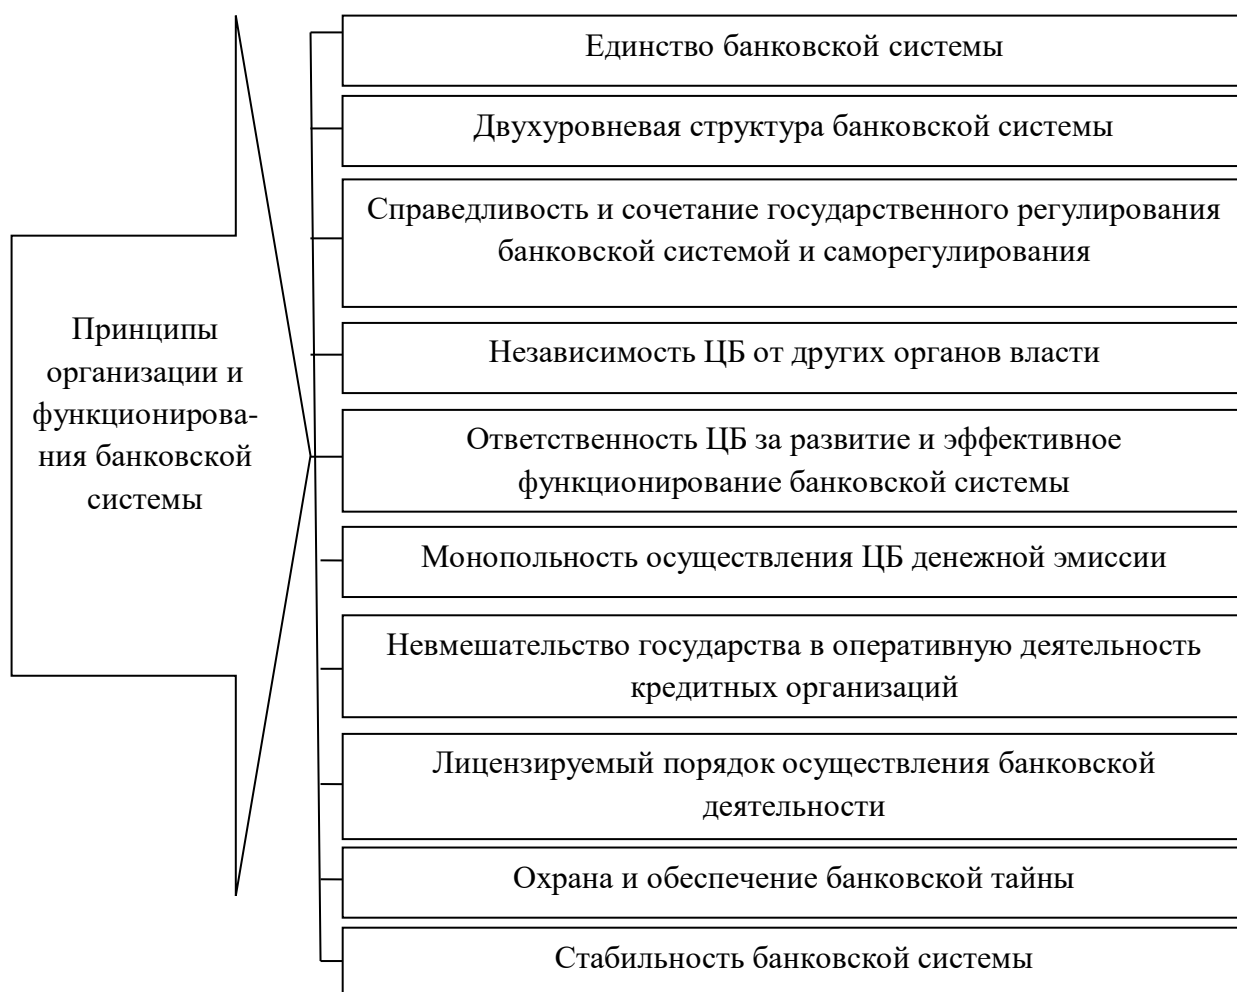 Принципы
организации и
функционирова-
ния банковской
системы
Единство банковской системы
Двухуровневая структура банковской системы
Справедливость и сочетание государственного регулирования
банковской системой и саморегулирования
Независимость ЦБ от других органов власти
Ответственность ЦБ за развитие и эффективное
функционирование банковской системы
Монопольность осуществления ЦБ денежной эмиссии
Невмешательство государства в оперативную деятельность
кредитных организаций
Лицензируемый порядок осуществления банковской
деятельности
Охрана и обеспечение банковской тайны
Стабильность банковской системы